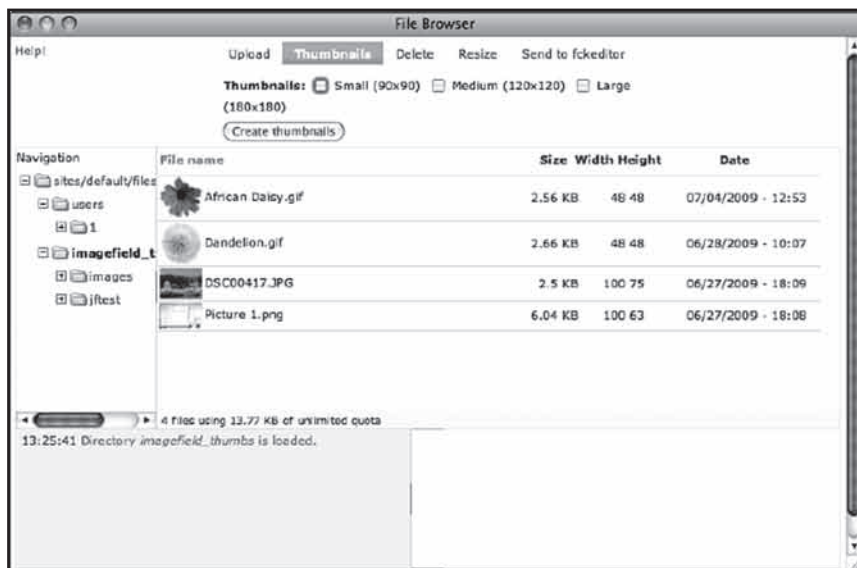 File Browser
Help!
Upload Thumbnails Delete Resize Send to fckeditor
Thumbnails: Small (90x90) Medium (120x120) Large
(180x180)
Create thumbnails
Navigation
sites/default/files
users
1
imagefield_t
images
jftest
File name Size Width Height Date
African Daisy.gif 2.56 KB 48 48 07/04/2009 - 12:53
Dandelion.gif 2.66 KB 48 48 06/28/2009 - 10:07
DSC00417.JPG 2.5 KB 100 75 06/27/2009 - 18:09
Picture 1.png 6.04 KB 100 63 06/27/2009 - 18:08
4 files using 13.77 KB of unlimited quota
13:25:41 Directory imagefield_thumbs is loaded.